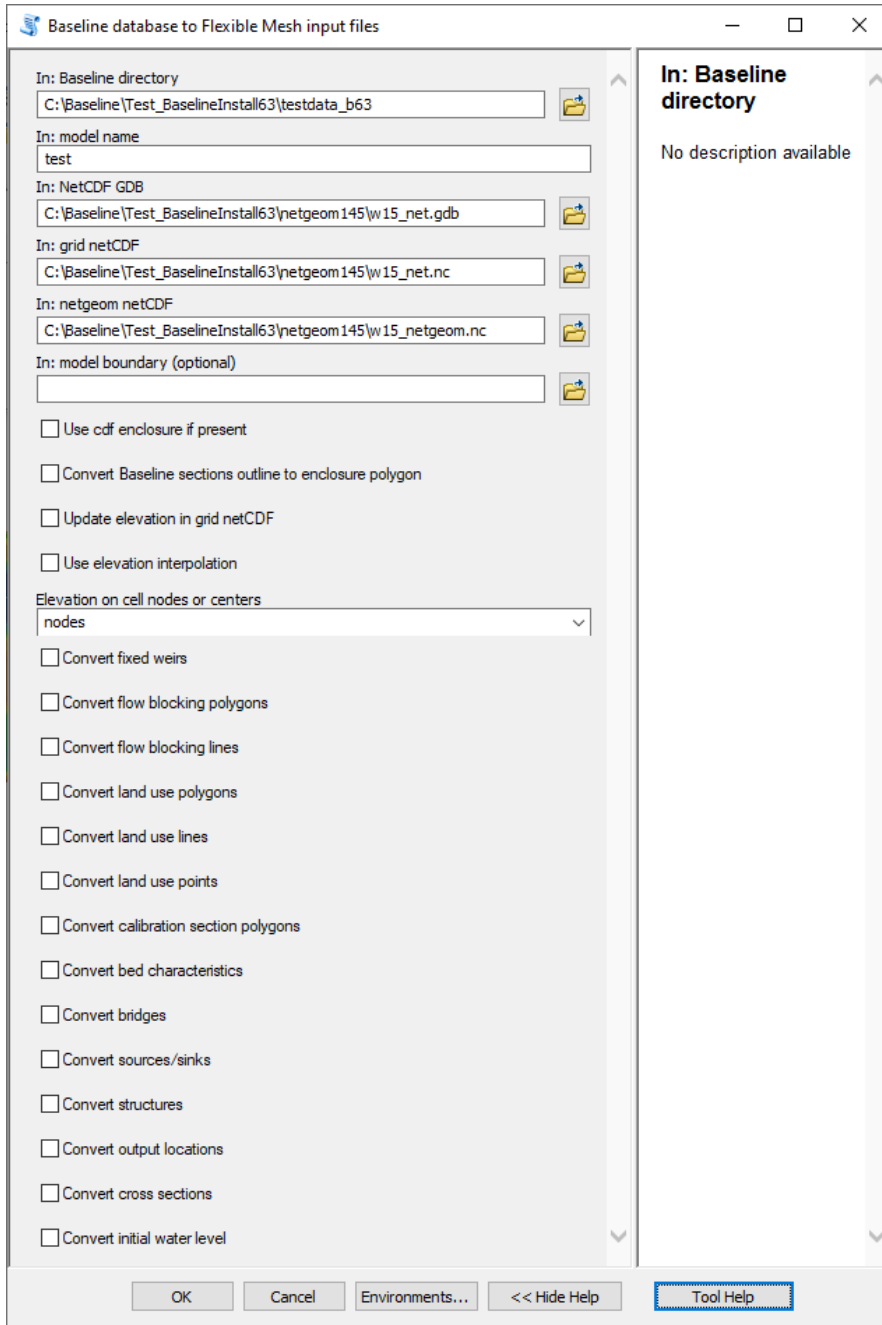 Baseline database to Flexible Mesh input files
In: Baseline directory
C:\Baseline\Test_BaselineInstall63\testdata_b63
In: model name
test
In: NetCDF GDB
C:\Baseline\Test_BaselineInstall63\netgeom145\w15_net.gdb
In: grid netCDF
C:\Baseline\Test_BaselineInstall63\netgeom145\w15_net.nc
In: netgeom netCDF
C:\Baseline\Test_BaselineInstall63\netgeom145\w15_netgeom.nc
In: model boundary (optional)
Use cdf enclosure if present
Convert Baseline sections outline to enclosure polygon
Update elevation in grid netCDF
Use elevation interpolation
Elevation on cell nodes or centers
nodes
Convert fixed weirs
Convert flow blocking polygons
Convert flow blocking lines
Convert land use polygons
Convert land use lines
Convert land use points
Convert calibration section polygons
Convert bed characteristics
Convert bridges
Convert sources/sinks
Convert structures
Convert output locations
Convert cross sections
Convert initial water level
In: Baseline
directory
No description available
OK
Cancel
Environments...
<< Hide Help
Tool Help